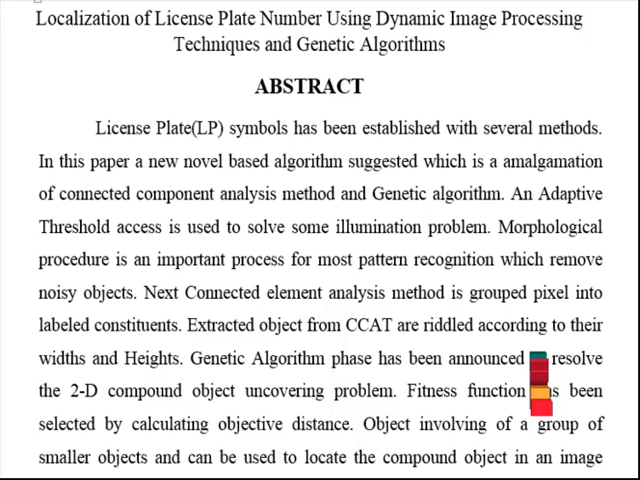 Localization of License Plate Number Using Dynamic Image Processing
Techniques and Genetic Algorithms
ABSTRACT
License Plate(LP) symbols has been established with several methods.
In this paper a new novel based algorithm suggested which is a amalgamation
of connected component analysis method and Genetic algorithm. An Adaptive
Threshold access is used to solve some illumination problem. Morphological
procedure is an important process for most pattern recognition which remove
noisy objects. Next Connected element analysis method is grouped pixel into
labeled constituents. Extracted object from CCAT are riddled according to their
widths and Heights. Genetic Algorithm phase has been announced resolve
the 2-D compound object uncovering problem. Fitness function been
selected by calculating objective distance. Object involving of a group of
smaller objects and can be used to locate the compound object in an image